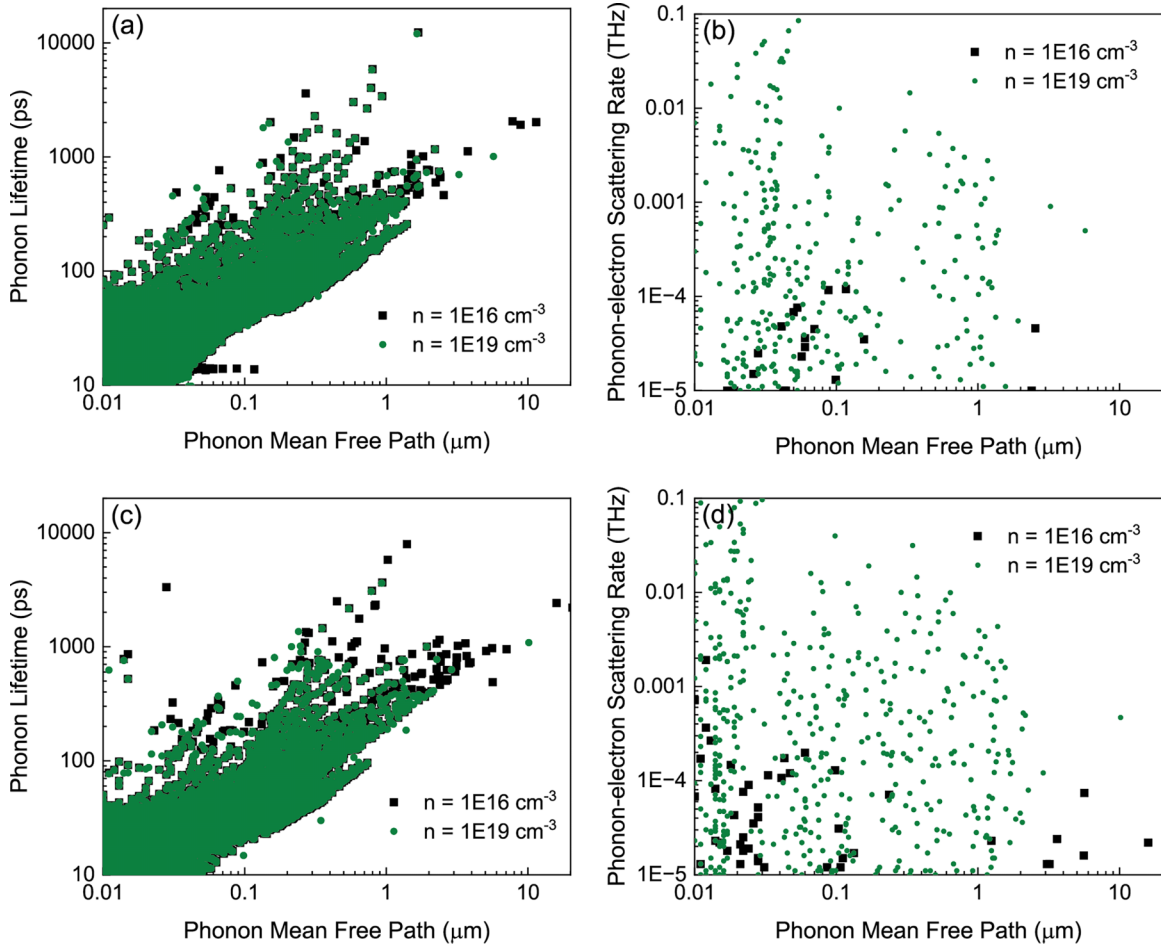 (a)
Phonon Lifetime (ps)
10000
1000
100
10
n = 1E16 cm⁻³
n = 1E19 cm⁻³
0.01
0.1
1
10
Phonon Mean Free Path (μm)
(b)
Phonon-electron Scattering Rate (THz)
0.1
0.01
0.001
1E−4
1E−5
n = 1E16 cm⁻³
n = 1E19 cm⁻³
0.01
0.1
1
10
Phonon Mean Free Path (μm)
(c)
Phonon Lifetime (ps)
10000
1000
100
10
n = 1E16 cm⁻³
n = 1E19 cm⁻³
0.01
0.1
1
10
Phonon Mean Free Path (μm)
(d)
Phonon-electron Scattering Rate (THz)
0.1
0.01
0.001
1E−4
1E−5
n = 1E16 cm⁻³
n = 1E19 cm⁻³
0.01
0.1
1
10
Phonon Mean Free Path (μm)